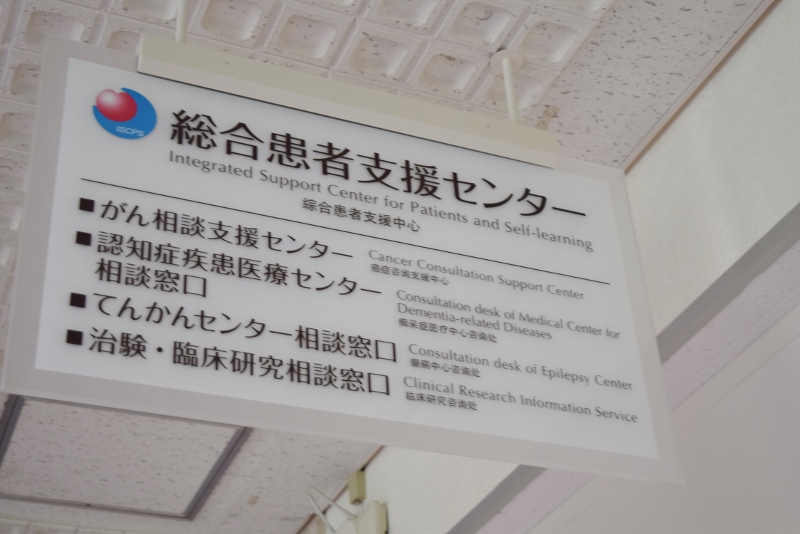 ISCPS
総合患者支援センター
Integrated Support Center for Patients and Self-learning
綜合患者支援中心
■がん相談支援センター
Cancer Consultation Support Center
癌症咨询支援中心
■認知症疾患医療センター
相談窓口
Consultation desk of Medical Center for
Dementia-related Diseases
痴呆症医疗中心咨询处
■てんかんセンター相談窓口
Consultation desk of Epilepsy Center
癫痫中心咨询处
■治験・臨床研究相談窓口
Clinical Research Information Service
临床研究咨询处